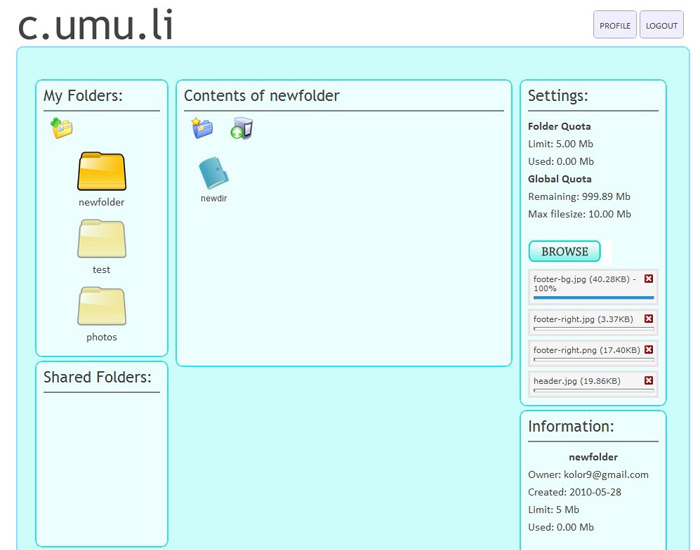 c.umu.li
PROFILE
LOGOUT
My Folders:
newfolder
test
photos
Shared Folders:
Contents of newfolder
newdir
Settings:
Folder Quota
Limit: 5.00 Mb
Used: 0.00 Mb
Global Quota
Remaining: 999.89 Mb
Max filesize: 10.00 Mb
BROWSE
footer-bg.jpg (40.28KB) -
100%
footer-right.jpg (3.37KB)
footer-right.png (17.40KB)
header.jpg (19.86KB)
Information:
newfolder
Owner: kolor9@gmail.com
Created: 2010-05-28
Limit: 5 Mb
Used: 0.00 Mb